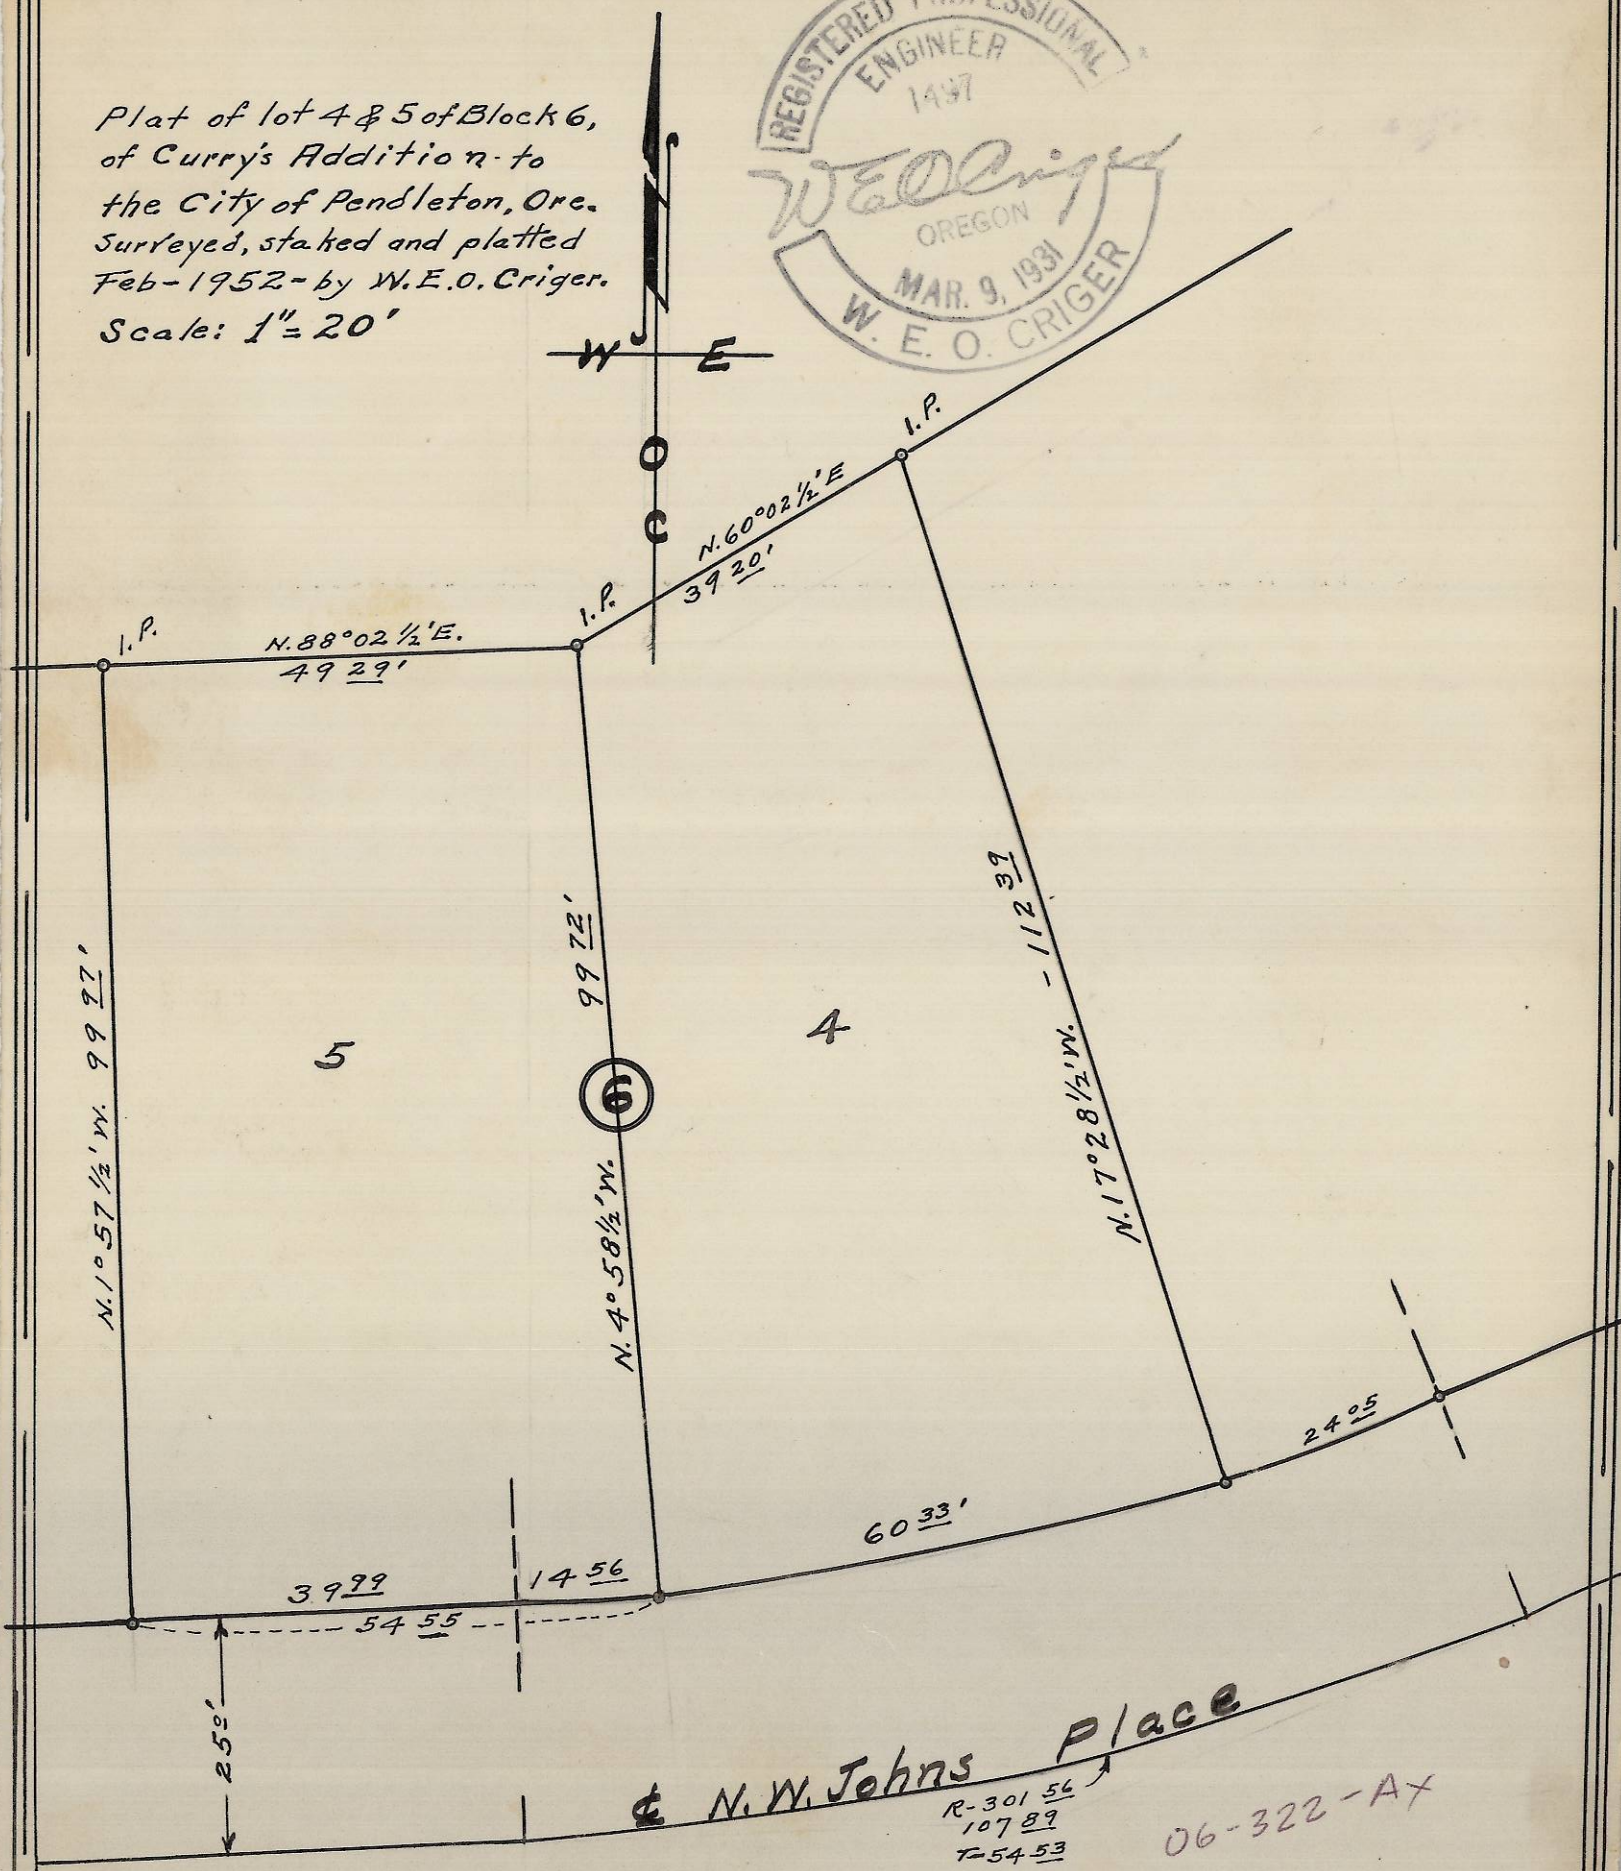 Plat of lot 4 & 5 of Block 6,
of Curry's Addition to
the City of Pendleton, Ore.
Surveyed, staked and platted
Feb-1952-by W.E.O. Criger.
Scale: 1"=20'
REGISTERED PROFESSIONAL
ENGINEER
1497
W E O Criger
OREGON
MAR. 9, 1931
W. E. O. CRIGER
N
W E
O
C
I.P.
N.60°02½'E
39 20'
I.P.
I.P.
N.88°02½'E.
49 29'
N.1°57½'W. 99 97'
99 72'
N.4°58½'W.
- 112 39
N.17°28½'W.
5
4
6
24 05
60 33'
39 99
14 56
54 55
25 0'
℄ N.W. Johns Place
R-301 56
107 89
T-54 53
06-322-AX